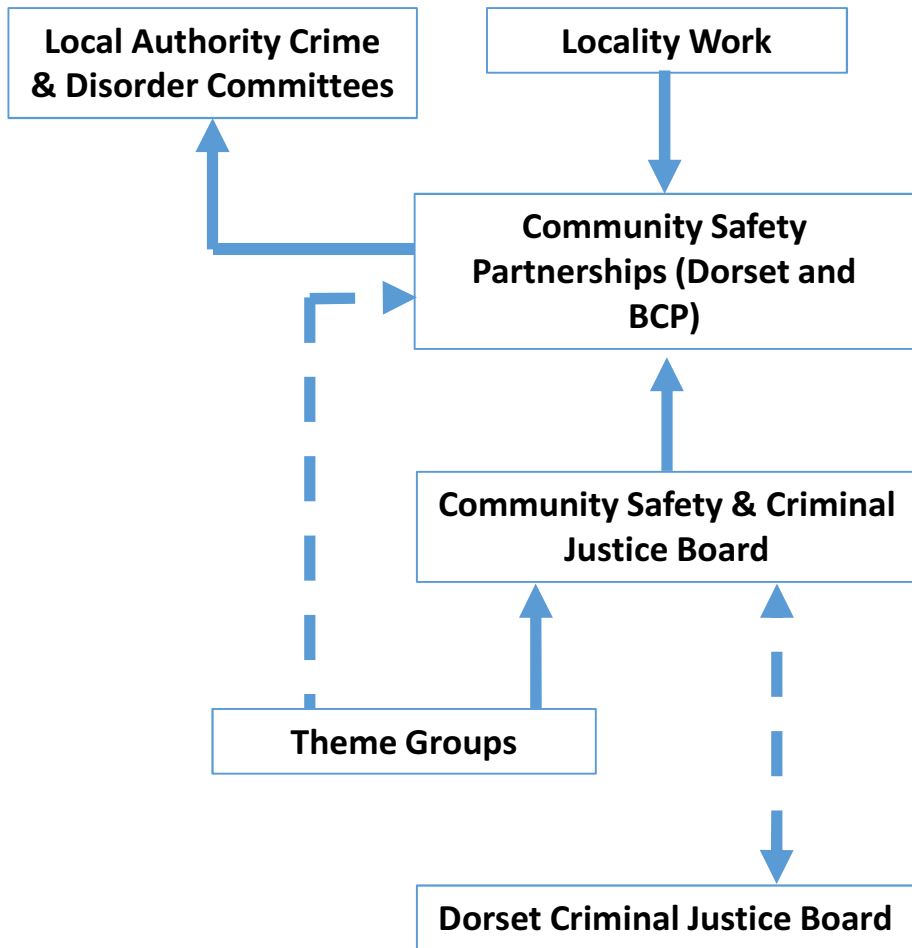 Local Authority Crime
& Disorder Committees
Locality Work
Community Safety
Partnerships (Dorset and
BCP)
Community Safety & Criminal
Justice Board
Theme Groups
Dorset Criminal Justice Board